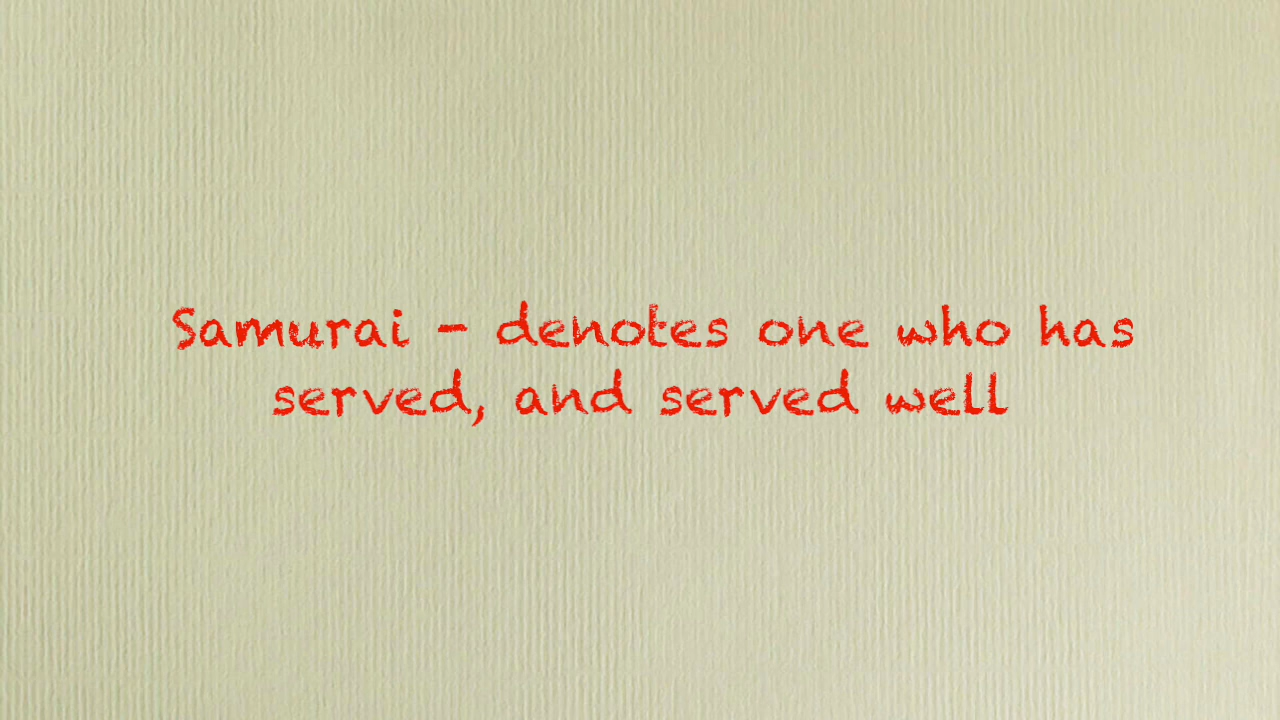 Samurai - denotes one who has
served, and served well